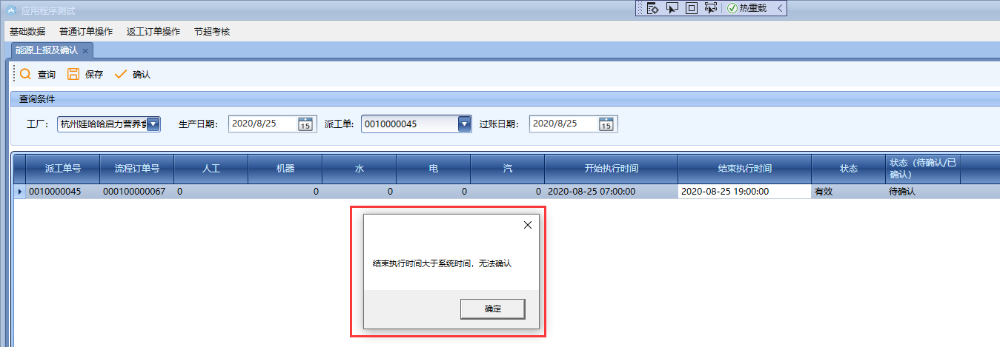 应用程序测试
热重载
基础数据 普通订单操作 返工订单操作 节超考核
能源上报及确认
查询 保存 确认
查询条件
工厂: 杭州娃哈哈启力营养食 生产日期: 2020/8/25 15 派工单: 0010000045 过账日期: 2020/8/25 15
派工单号 流程订单号 人工 机器 水 电 汽 开始执行时间 结束执行时间 状态 状态（待确认/已
确认）
0010000045 000100000067 0 0 0 0 0 2020-08-25 07:00:00 2020-08-25 19:00:00 有效 待确认
结束执行时间大于系统时间，无法确认
确定